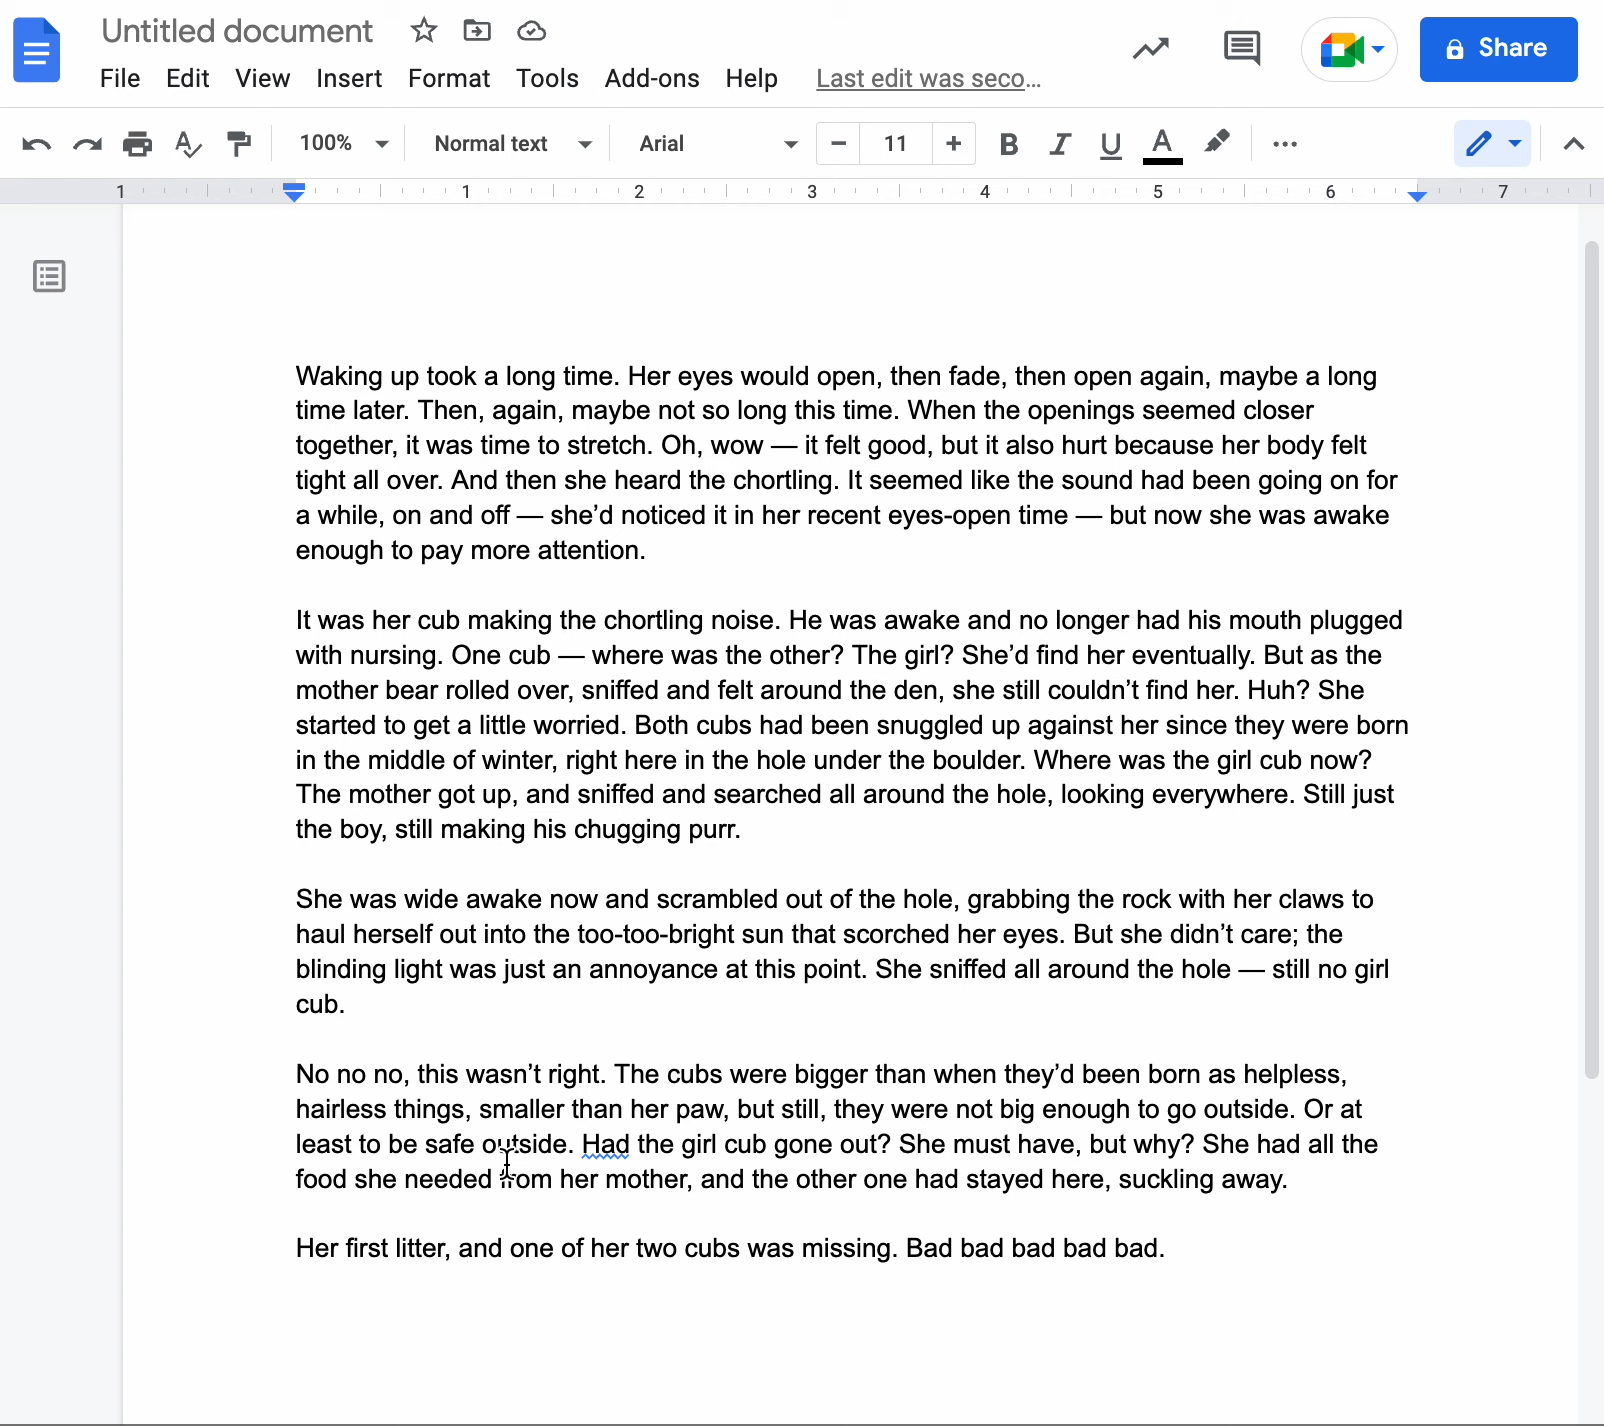 Untitled document
File Edit View Insert Format Tools Add-ons Help Last edit was seco...
Share
100% Normal text Arial − 11 + B I U A
1 1 2 3 4 5 6 7
Waking up took a long time. Her eyes would open, then fade, then open again, maybe a long
time later. Then, again, maybe not so long this time. When the openings seemed closer
together, it was time to stretch. Oh, wow — it felt good, but it also hurt because her body felt
tight all over. And then she heard the chortling. It seemed like the sound had been going on for
a while, on and off — she’d noticed it in her recent eyes-open time — but now she was awake
enough to pay more attention.
It was her cub making the chortling noise. He was awake and no longer had his mouth plugged
with nursing. One cub — where was the other? The girl? She’d find her eventually. But as the
mother bear rolled over, sniffed and felt around the den, she still couldn’t find her. Huh? She
started to get a little worried. Both cubs had been snuggled up against her since they were born
in the middle of winter, right here in the hole under the boulder. Where was the girl cub now?
The mother got up, and sniffed and searched all around the hole, looking everywhere. Still just
the boy, still making his chugging purr.
She was wide awake now and scrambled out of the hole, grabbing the rock with her claws to
haul herself out into the too-too-bright sun that scorched her eyes. But she didn’t care; the
blinding light was just an annoyance at this point. She sniffed all around the hole — still no girl
cub.
No no no, this wasn’t right. The cubs were bigger than when they’d been born as helpless,
hairless things, smaller than her paw, but still, they were not big enough to go outside. Or at
least to be safe outside. Had the girl cub gone out? She must have, but why? She had all the
food she needed from her mother, and the other one had stayed here, suckling away.
Her first litter, and one of her two cubs was missing. Bad bad bad bad bad.